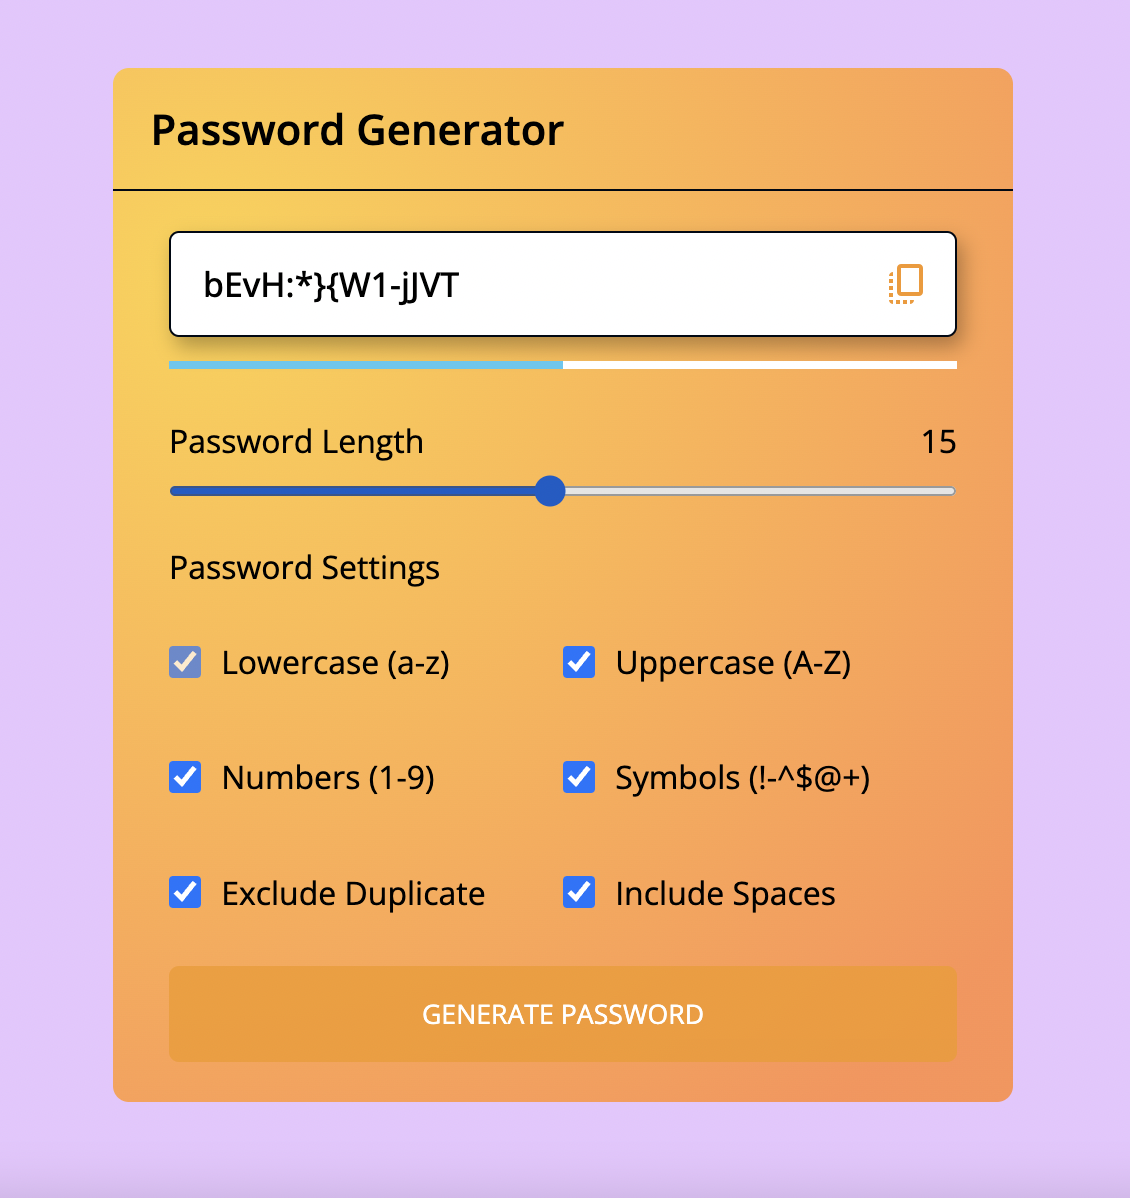 Password Generator
bEvH:*}{W1-jJVT
Password Length 15
Password Settings
Lowercase (a-z) Uppercase (A-Z)
Numbers (1-9) Symbols (!-^$@+)
Exclude Duplicate Include Spaces
GENERATE PASSWORD